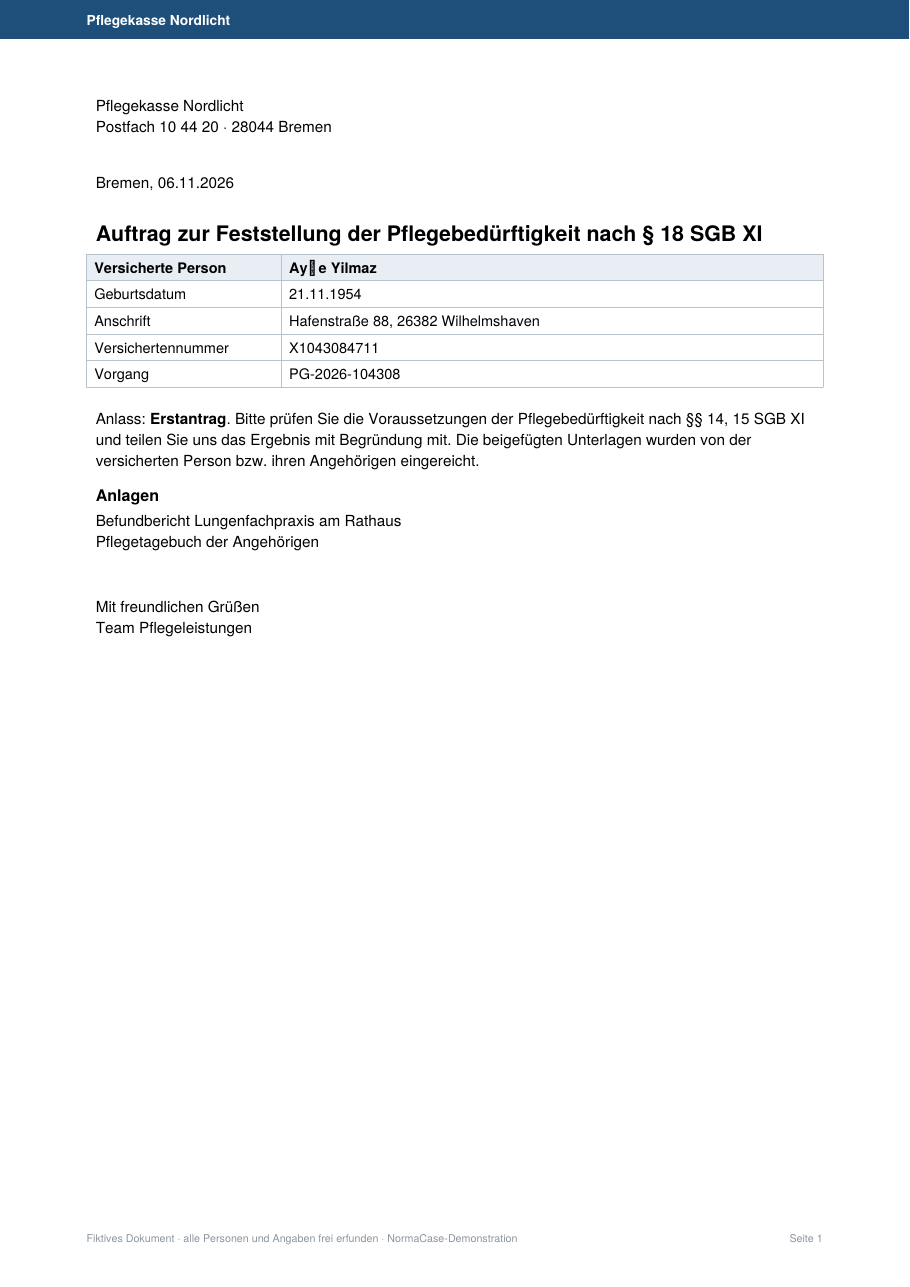 Pflegekasse Nordlicht
Pflegekasse Nordlicht
Postfach 10 44 20 · 28044 Bremen
Bremen, 06.11.2026
Auftrag zur Feststellung der Pflegebedürftigkeit nach § 18 SGB XI
Versicherte Person Yilmaz
Geburtsdatum 21.11.1954
Anschrift Hafenstraße 88, 26382 Wilhelmshaven
Versichertennummer X1043084711
Vorgang PG-2026-104308
Anlass: Erstantrag. Bitte prüfen Sie die Voraussetzungen der Pflegebedürftigkeit nach §§ 14, 15 SGB XI
und teilen Sie uns das Ergebnis mit Begründung mit. Die beigefügten Unterlagen wurden von der
versicherten Person bzw. ihren Angehörigen eingereicht.
Anlagen
Befundbericht Lungenfachpraxis am Rathaus
Pflegetagebuch der Angehörigen
Mit freundlichen Grüßen
Team Pflegeleistungen
Fiktives Dokument · alle Personen und Angaben frei erfunden · NormaCase-Demonstration Seite 1